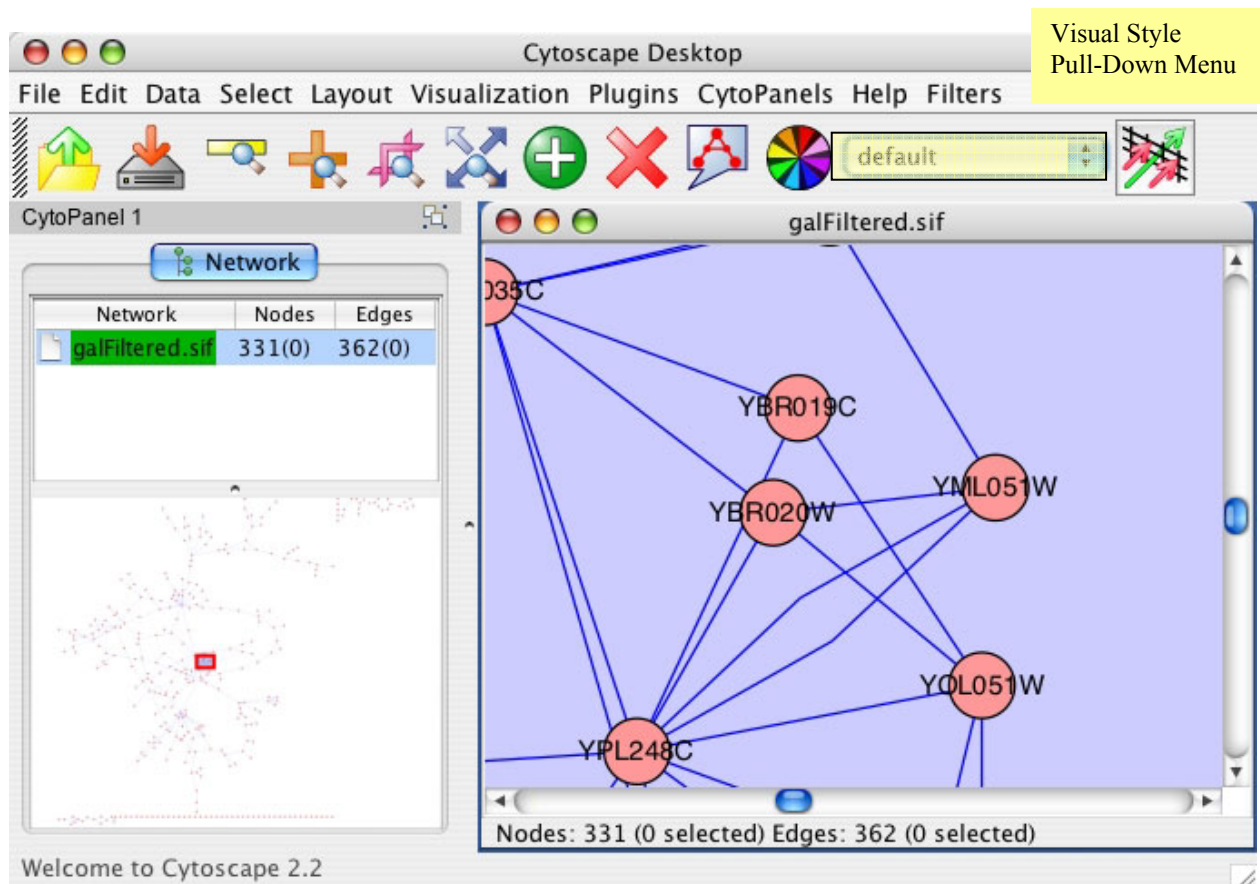 Visual Style
Pull-Down Menu
Cytoscape Desktop
File Edit Data Select Layout Visualization Plugins CytoPanels Help Filters
default
CytoPanel 1
Network
Network Nodes Edges
galFiltered.sif 331(0) 362(0)
galFiltered.sif
035C
YBR019C
YML051W
YBR020W
YOL051W
YPL248C
Nodes: 331 (0 selected) Edges: 362 (0 selected)
Welcome to Cytoscape 2.2